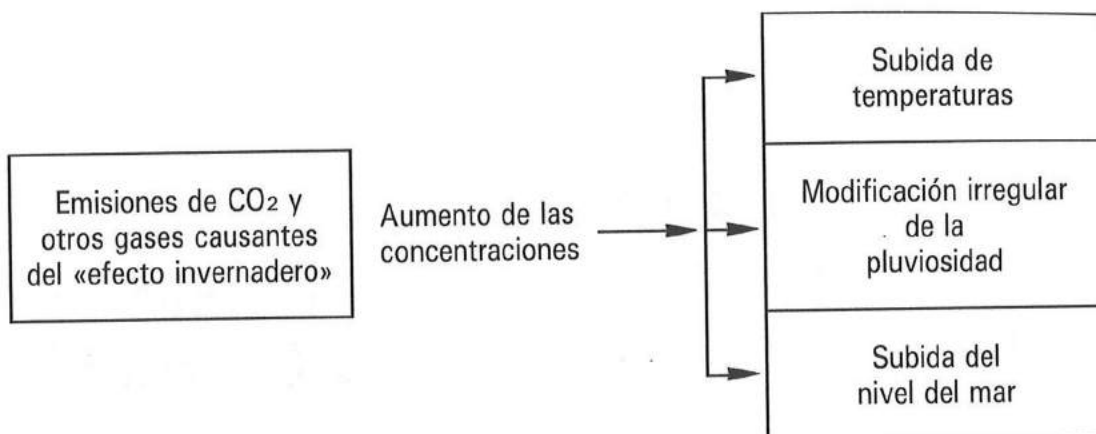 Emisiones de CO2 y
otros gases causantes
del «efecto invernadero»
Aumento de las
concentraciones
Subida de
temperaturas
Modificación irregular
de la
pluviosidad
Subida del
nivel del mar